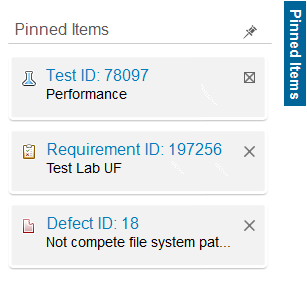 Pinned Items
Pinned Items
Test ID: 78097
Performance
Requirement ID: 197256
Test Lab UF
Defect ID: 18
Not compete file system pat...